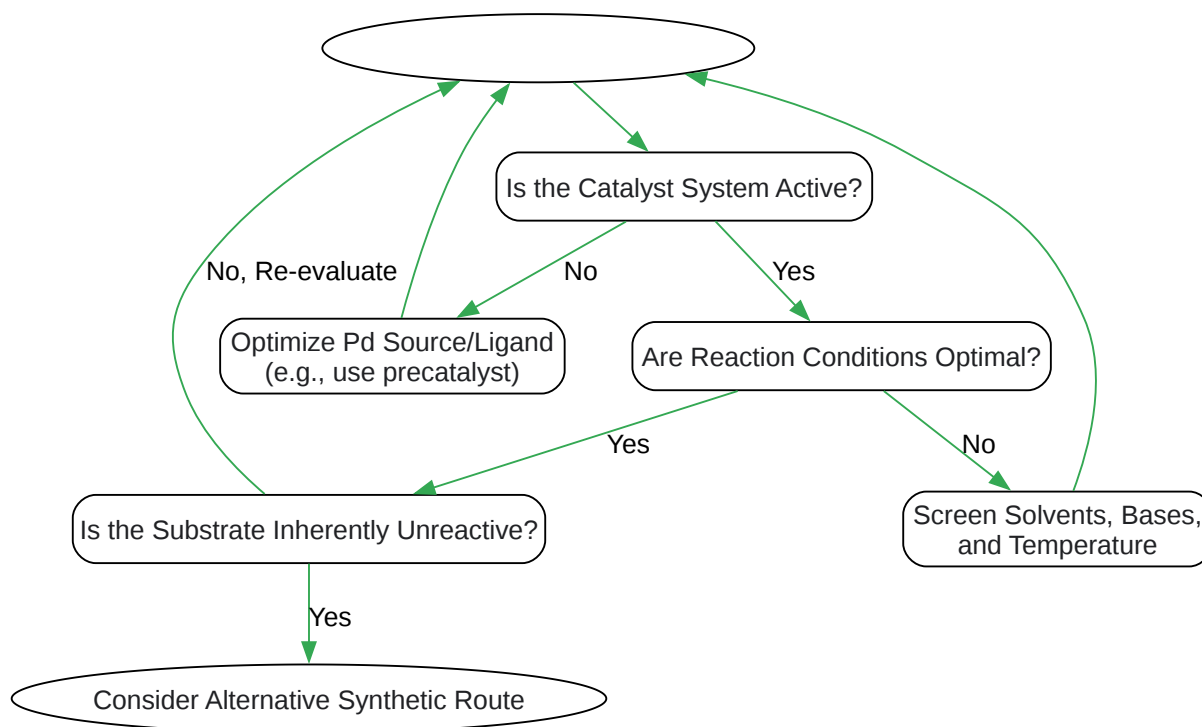 Is the Catalyst System Active?
No, Re-evaluate
No
Yes
Optimize Pd Source/Ligand
(e.g., use precatalyst)
Are Reaction Conditions Optimal?
Yes
No
Is the Substrate Inherently Unreactive?
Screen Solvents, Bases,
and Temperature
Yes
Consider Alternative Synthetic Route